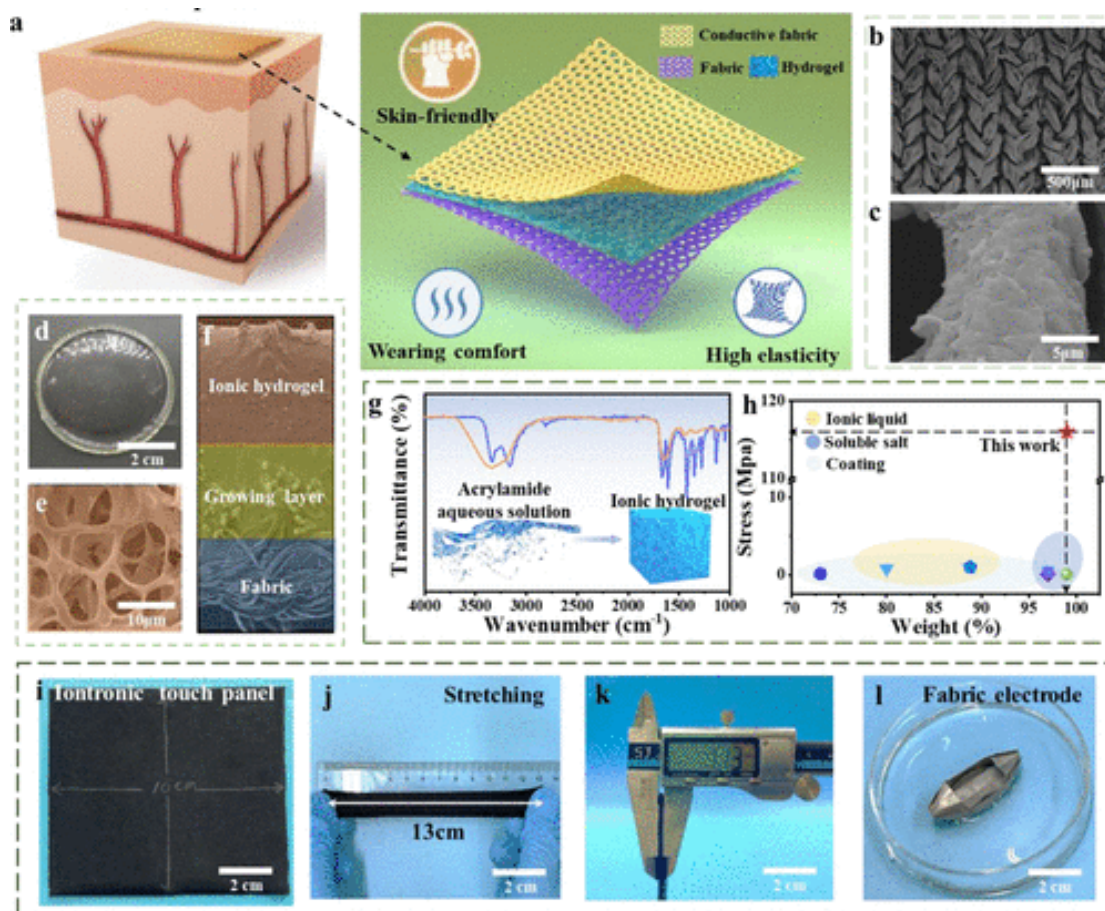 a
Skin-friendly
Conductive fabric
Fabric
Hydrogel
Wearing comfort
High elasticity
b
500μm
c
5μm
d
2 cm
e
10μm
f
Ionic hydrogel
Growing layer
Fabric
g
Transmittance (%)
Acrylamide
aqueous solution
Ionic hydrogel
4000 3500 3000 2500 2000 1500 1000
Wavenumber (cm⁻¹)
h
Stress (Mpa)
120
110
10
0
Ionic liquid
Soluble salt
Coating
This work
70 80 90 100
Weight (%)
i
Iontronic touch panel
10cm
2 cm
j
Stretching
13cm
2 cm
k
2 cm
l
Fabric electrode
2 cm